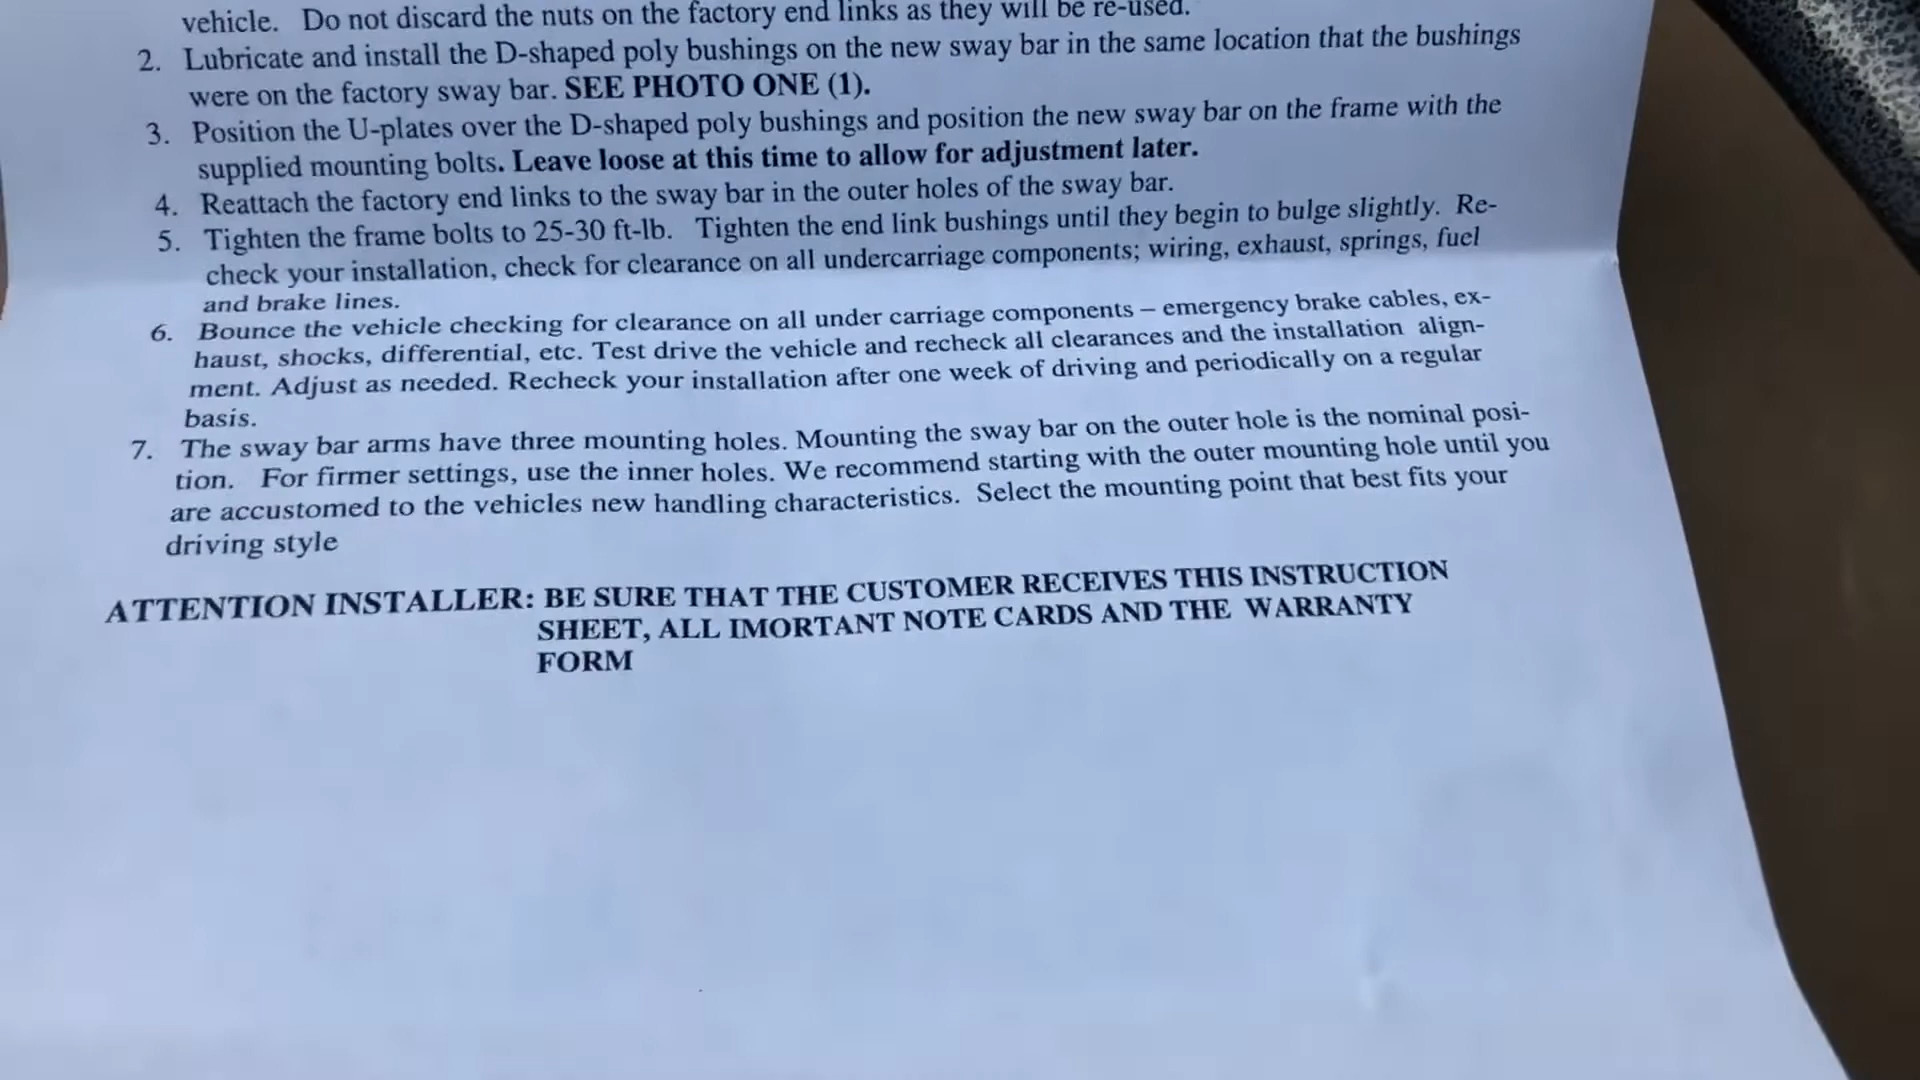 vehicle. Do not discard the nuts on the factory end links as they will be re-used.
2. Lubricate and install the D-shaped poly bushings on the new sway bar in the same location that the bushings
were on the factory sway bar. SEE PHOTO ONE (1).
3. Position the U-plates over the D-shaped poly bushings and position the new sway bar on the frame with the
supplied mounting bolts. Leave loose at this time to allow for adjustment later.
4. Reattach the factory end links to the sway bar in the outer holes of the sway bar.
5. Tighten the frame bolts to 25-30 ft-lb. Tighten the end link bushings until they begin to bulge slightly. Re-
check your installation, check for clearance on all undercarriage components; wiring, exhaust, springs, fuel
and brake lines.
6. Bounce the vehicle checking for clearance on all under carriage components – emergency brake cables, ex-
haust, shocks, differential, etc. Test drive the vehicle and recheck all clearances and the installation align-
ment. Adjust as needed. Recheck your installation after one week of driving and periodically on a regular
basis.
7. The sway bar arms have three mounting holes. Mounting the sway bar on the outer hole is the nominal posi-
tion. For firmer settings, use the inner holes. We recommend starting with the outer mounting hole until you
are accustomed to the vehicles new handling characteristics. Select the mounting point that best fits your
driving style
ATTENTION INSTALLER: BE SURE THAT THE CUSTOMER RECEIVES THIS INSTRUCTION
SHEET, ALL IMORTANT NOTE CARDS AND THE WARRANTY
FORM